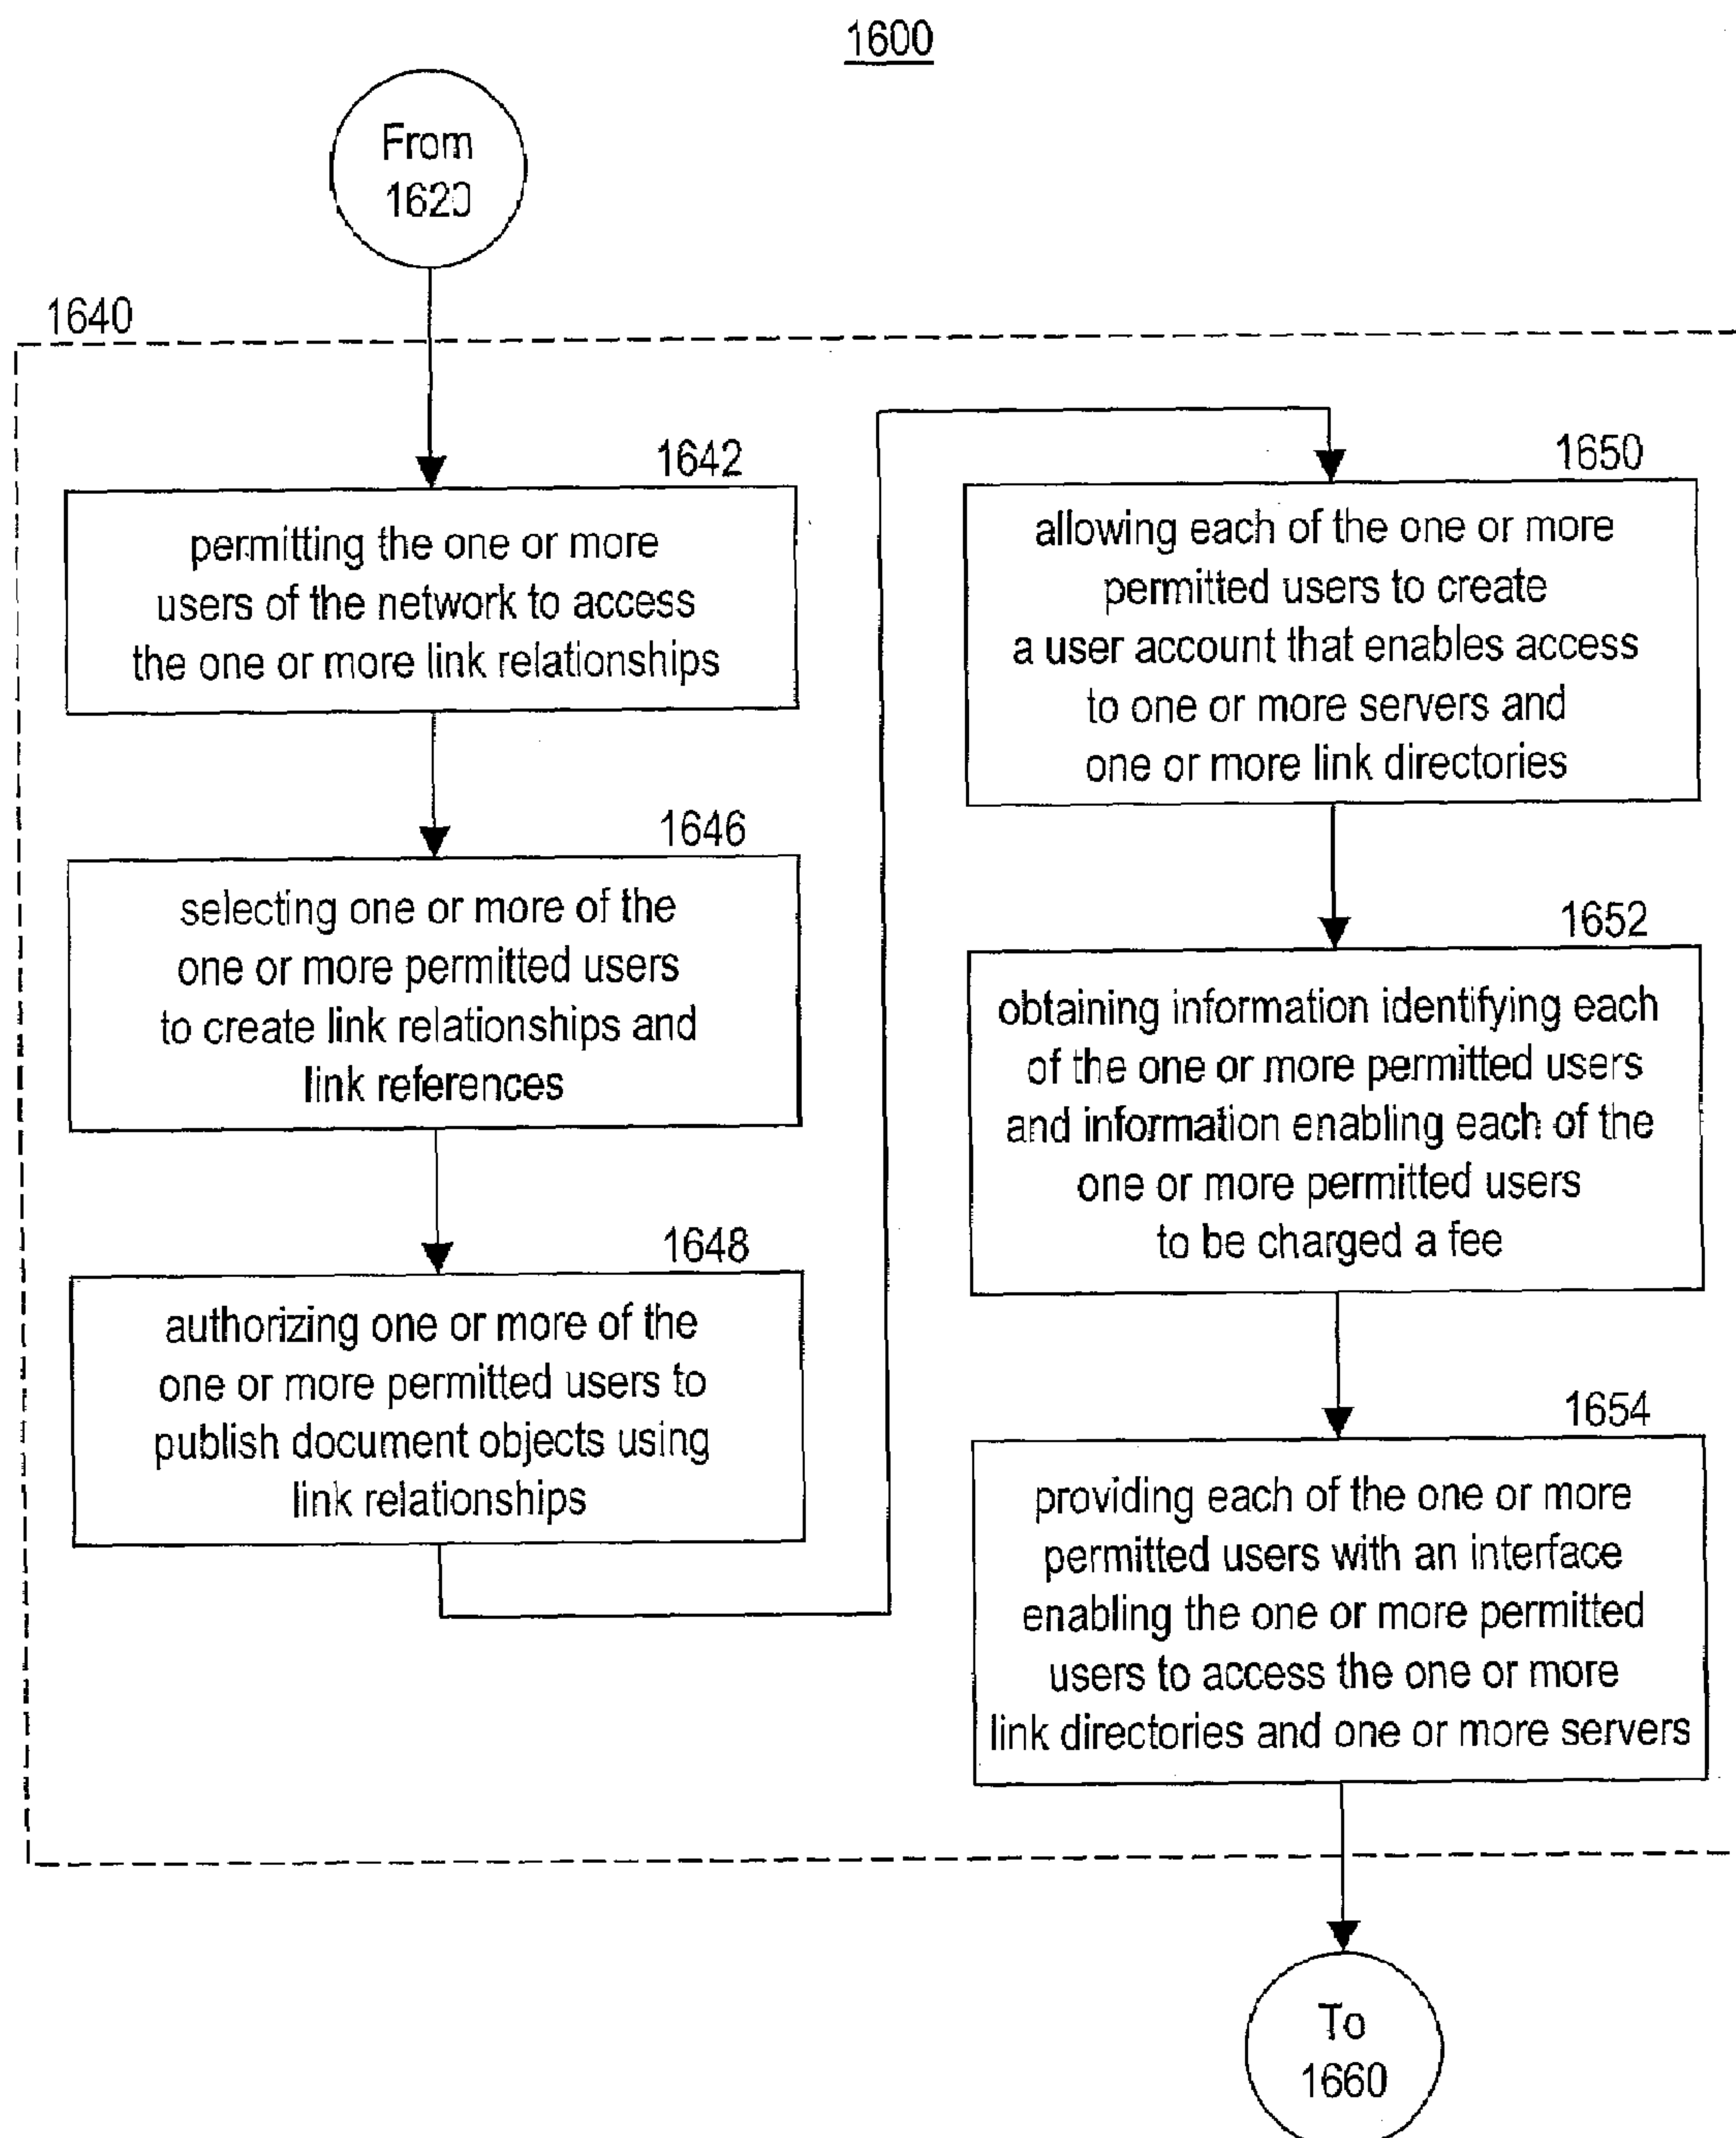 1600
From
1620
1640
1642
permitting the one or more
users of the network to access
the one or more link relationships
1646
selecting one or more of the
one or more permitted users
to create link relationships and
link references
1648
authorizing one or more of the
one or more permitted users to
publish document objects using
link relationships
1650
allowing each of the one or more
permitted users to create
a user account that enables access
to one or more servers and
one or more link directories
1652
obtaining information identifying each
of the one or more permitted users
and information enabling each of the
one or more permitted users
to be charged a fee
1654
providing each of the one or more
permitted users with an interface
enabling the one or more permitted
users to access the one or more
link directories and one or more servers
To
1660